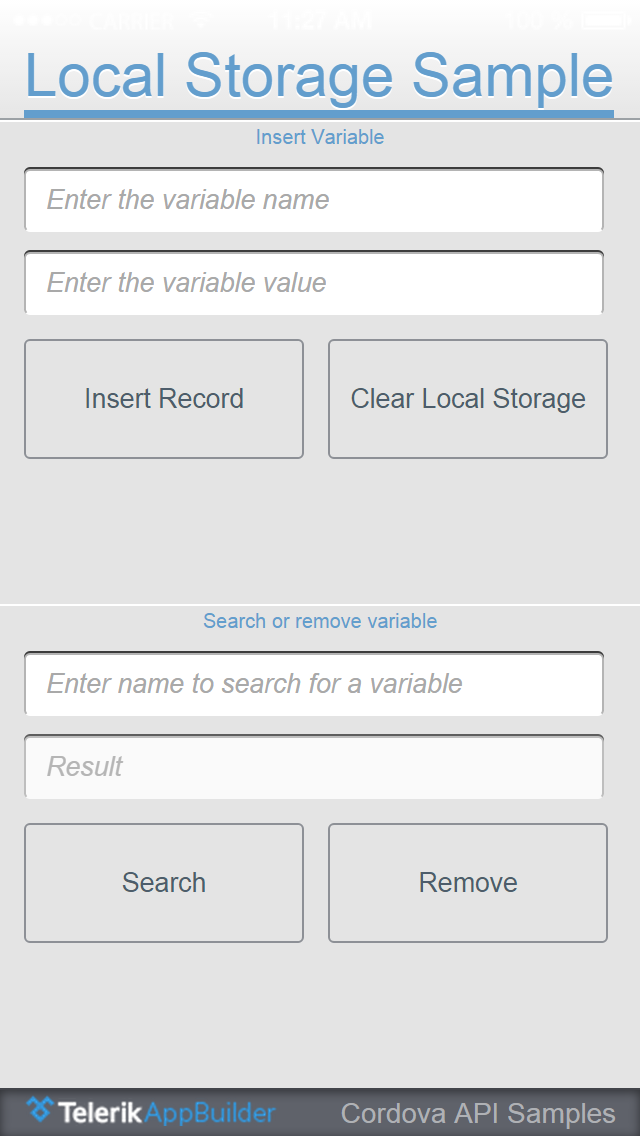 CARRIER 11:27 AM 100 %
Local Storage Sample
Insert Variable
Enter the variable name
Enter the variable value
Insert Record Clear Local Storage
Search or remove variable
Enter name to search for a variable
Result
Search Remove
Telerik AppBuilder Cordova API Samples